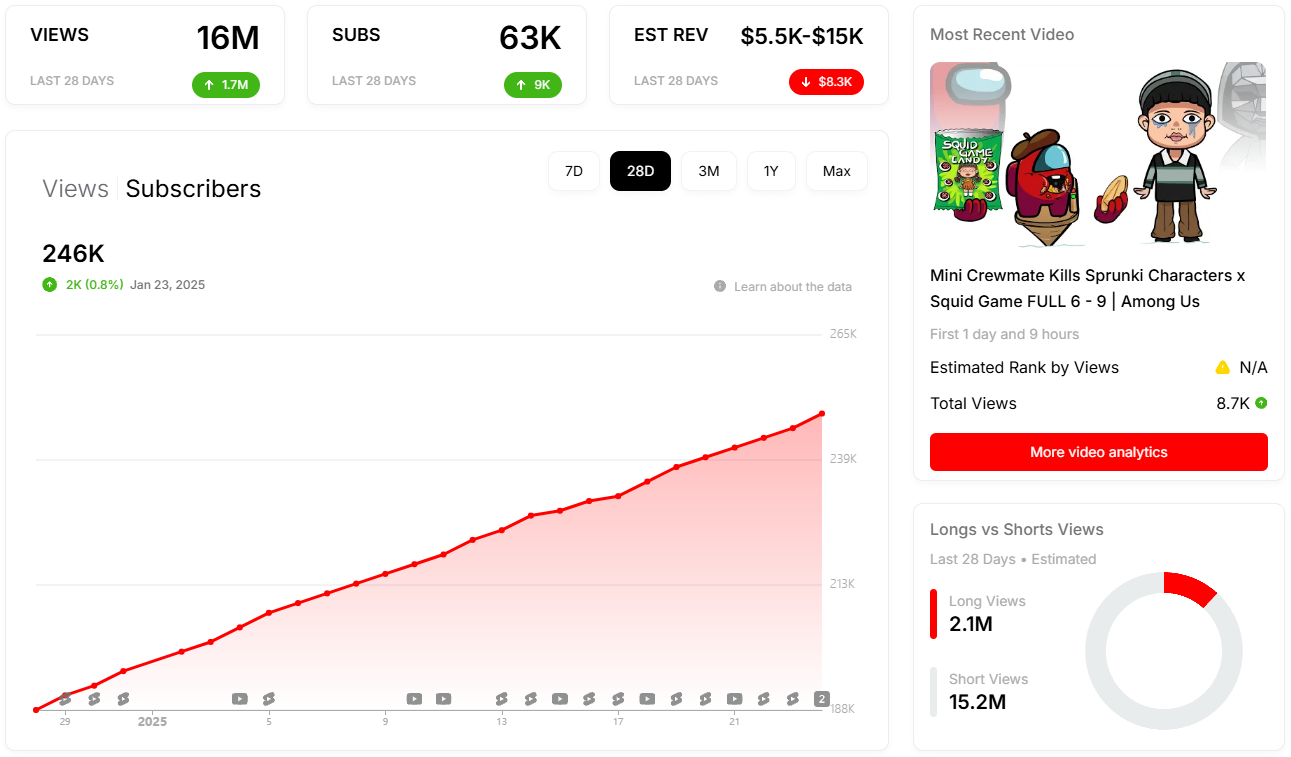 VIEWS
16M
LAST 28 DAYS
1.7M
SUBS
63K
LAST 28 DAYS
9K
EST REV
$5.5K-$15K
LAST 28 DAYS
$8.3K
Views
Subscribers
7D
28D
3M
1Y
Max
246K
2K (0.8%) Jan 23, 2025
Learn about the data
265K
239K
213K
188K
2
29
2025
5
9
13
17
21
Most Recent Video
SQUID
GAME
CANDY
Mini Crewmate Kills Sprunki Characters x
Squid Game FULL 6 - 9 | Among Us
First 1 day and 9 hours
Estimated Rank by Views
N/A
Total Views
8.7K
More video analytics
Longs vs Shorts Views
Last 28 Days • Estimated
Long Views
2.1M
Short Views
15.2M